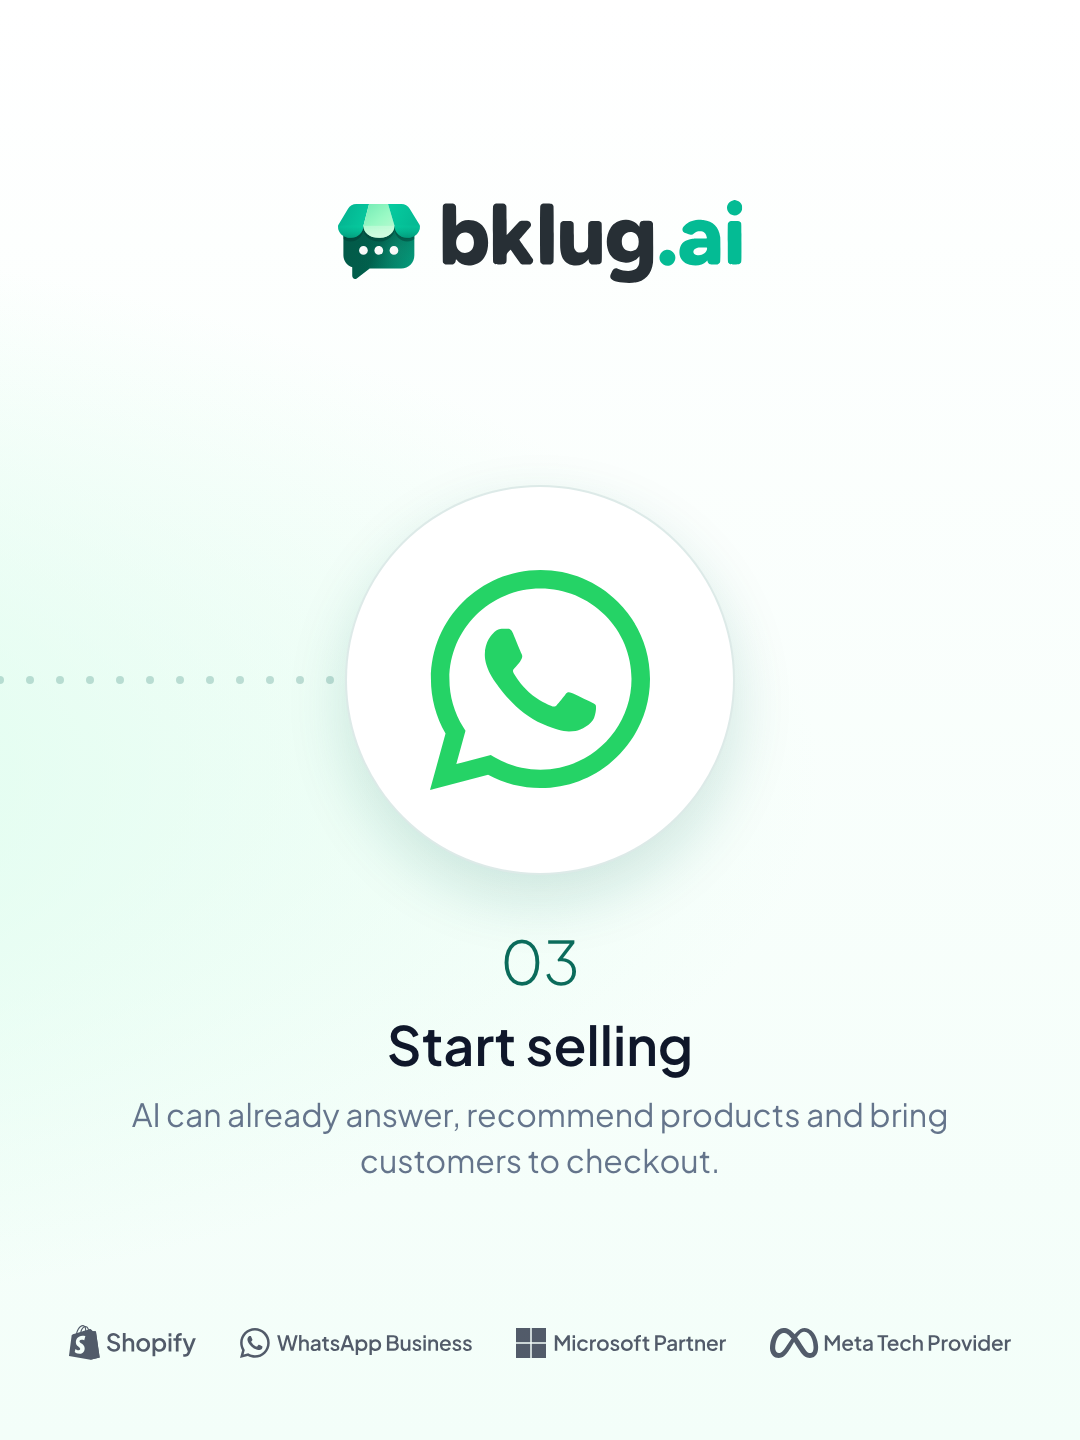 bklug.ai
03
Start selling
AI can already answer, recommend products and bring
customers to checkout.
Shopify WhatsApp Business Microsoft Partner Meta Tech Provider